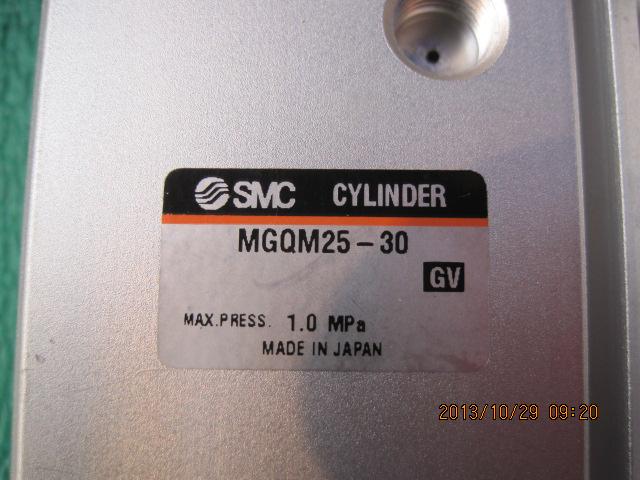 SMC CYLINDER
MGQM25-30
GV
MAX.PRESS. 1.0 MPa
MADE IN JAPAN
2013/10/29 09:20